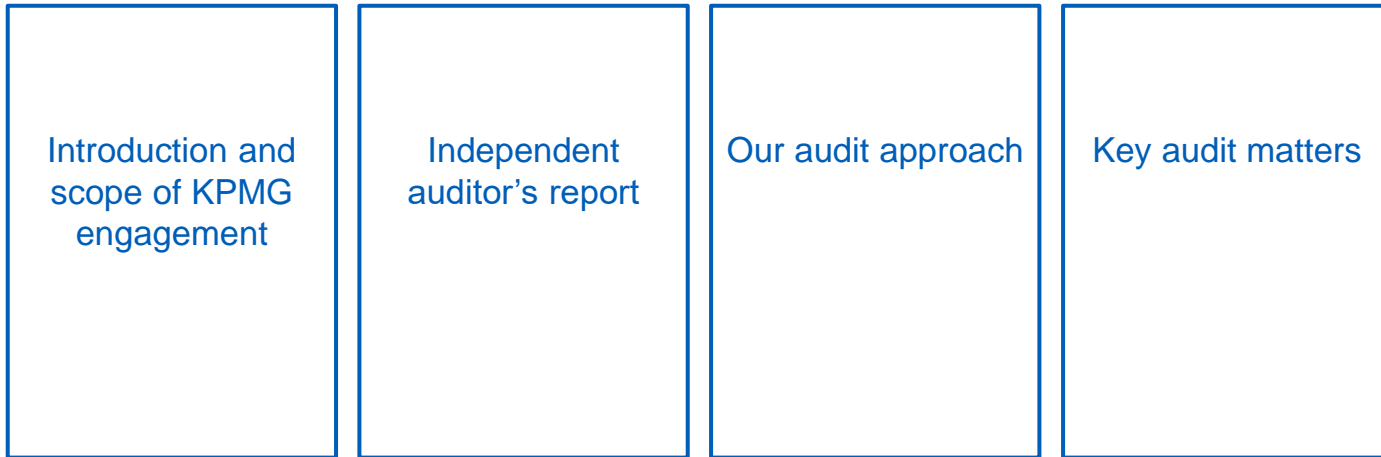 Introduction and
scope of KPMG
engagement
Independent
auditor’s report
Our audit approach
Key audit matters